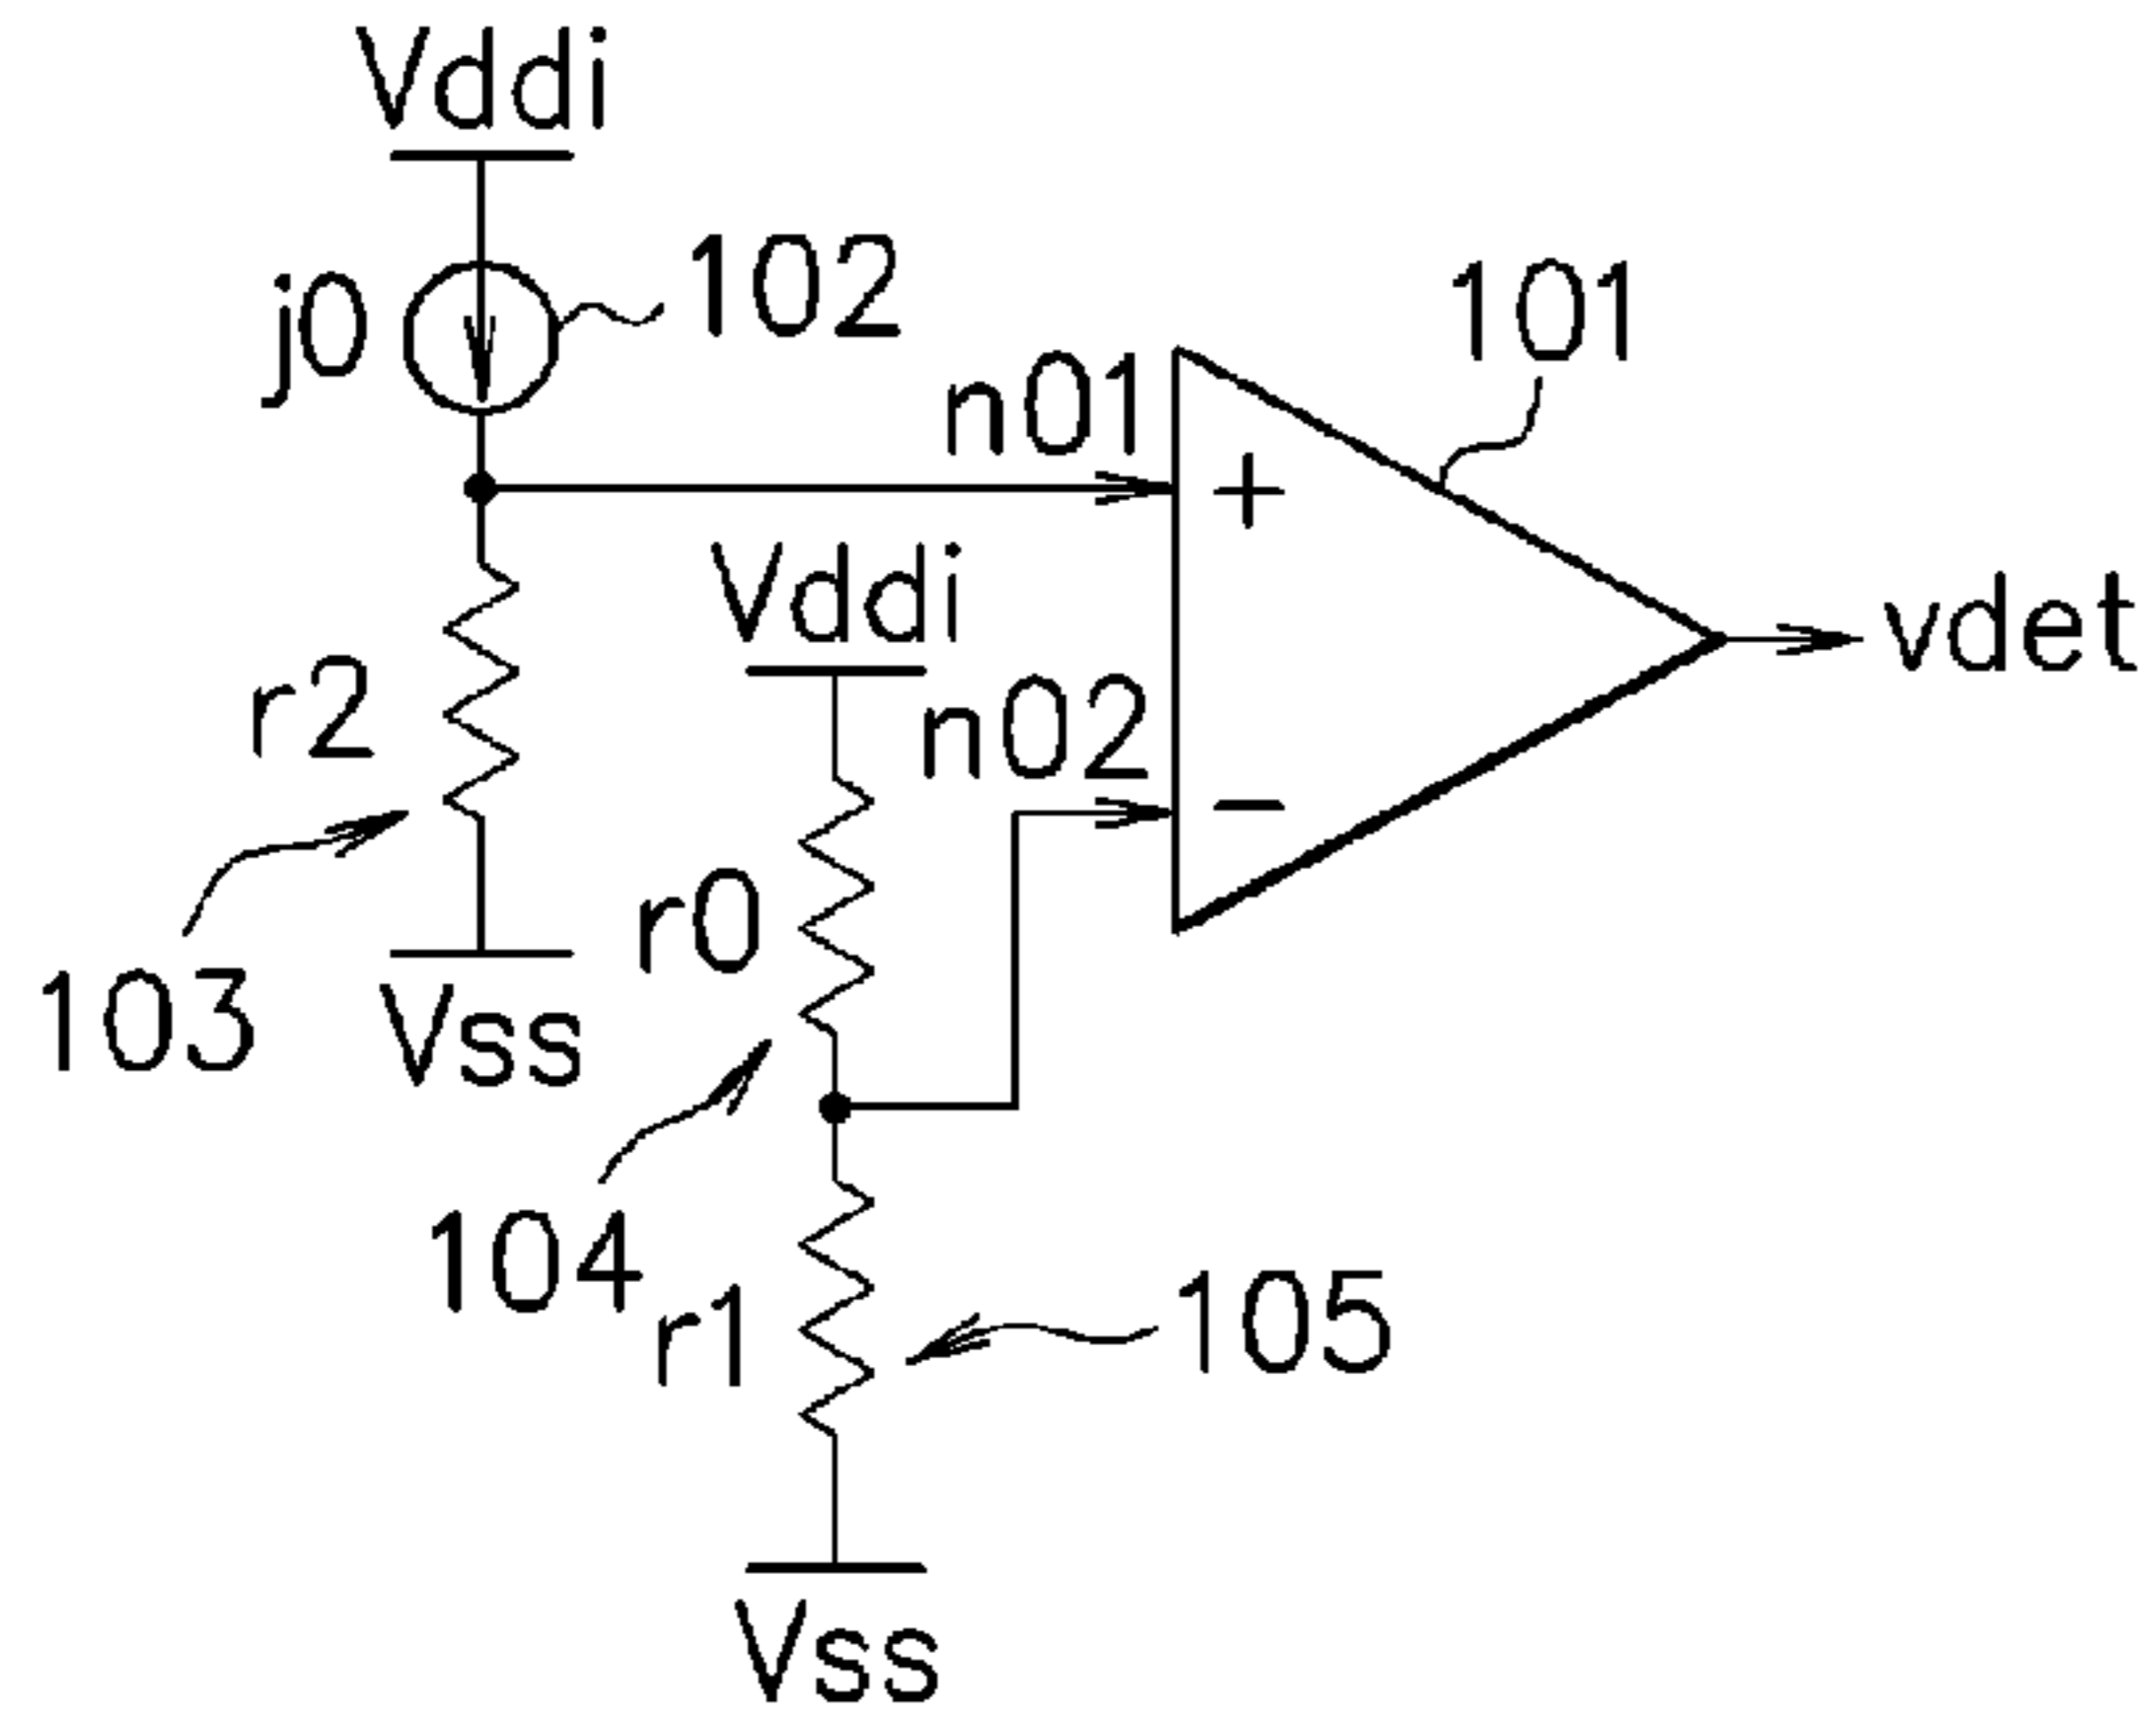 Vddi
j0
102
101
n01
+
Vddi
vdet
r2
n02
−
r0
103
Vss
104
r1
105
Vss